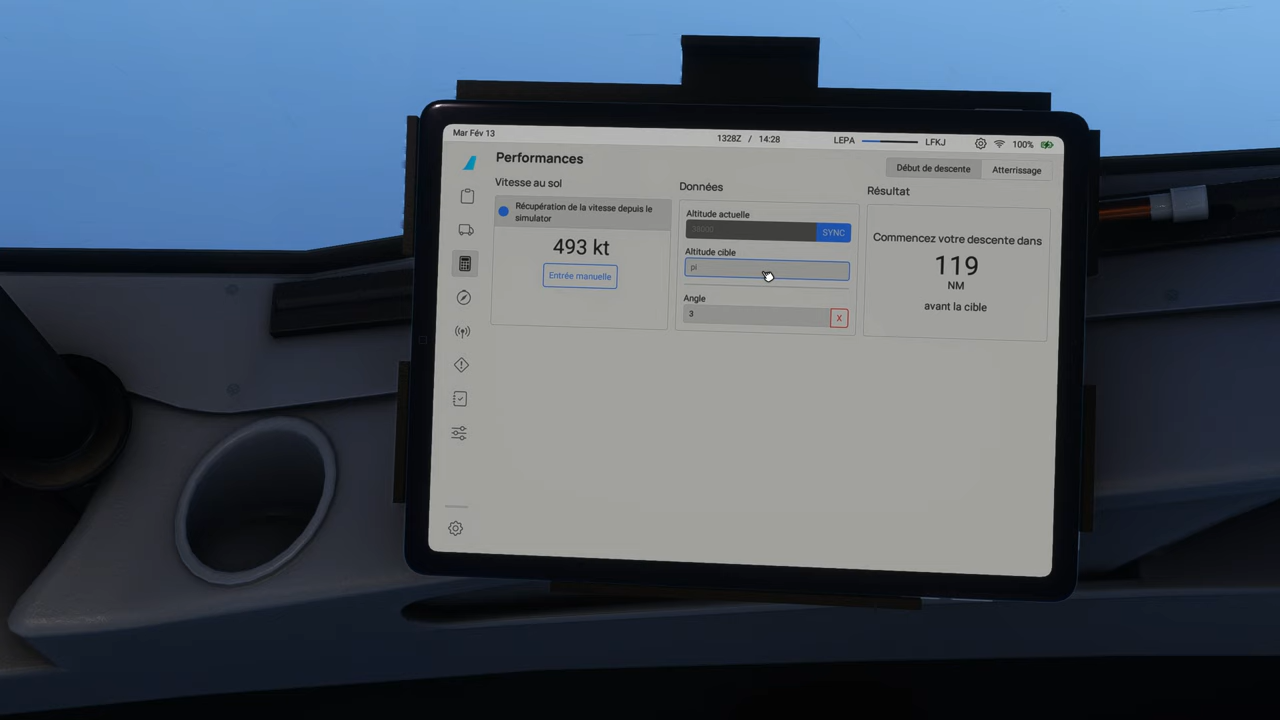 Mar Fév 13
1328Z / 14:28
LEPA
LFKJ
100%
Performances
Début de descente
Atterrissage
Vitesse au sol
Récupération de la vitesse depuis le
simulator
493 kt
Entrée manuelle
Données
Altitude actuelle
38000
SYNC
Altitude cible
pi
Angle
3
X
Résultat
Commencez votre descente dans
119
NM
avant la cible